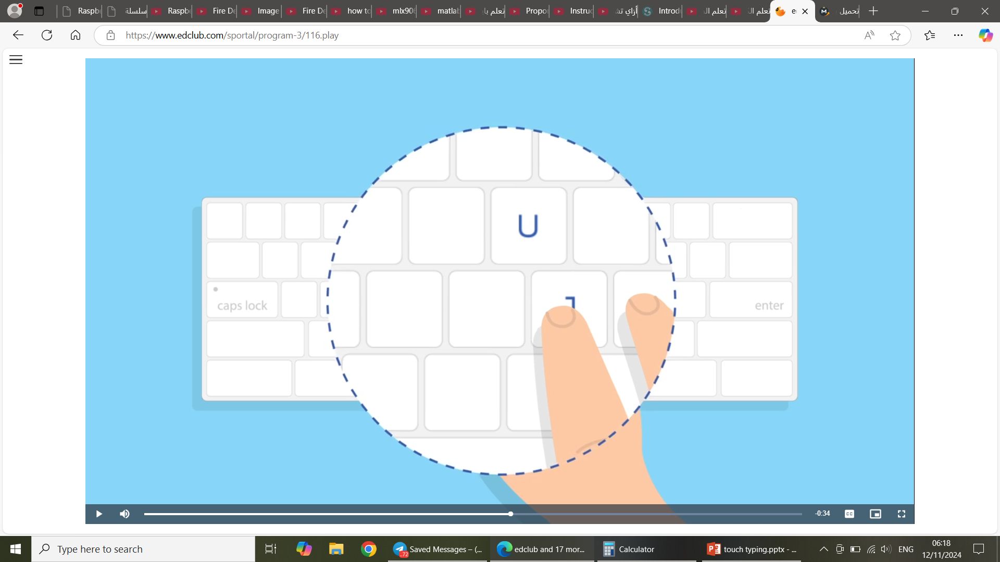 Raspb
سلسلة
Raspb
Fire De
Image
Fire De
how to
mlx90
matlab
تعلم با
Propo
Instruc
أزاي تش
Introd
تعلم ال
تعلم ال
e
تحميل
https://www.edclub.com/sportal/program-3/116.play
U
J
caps lock
enter
-0:34
CC
Type here to search
..72
Saved Messages – (...
edclub and 17 mor...
Calculator
touch typing.pptx - ...
ENG
06:18
12/11/2024